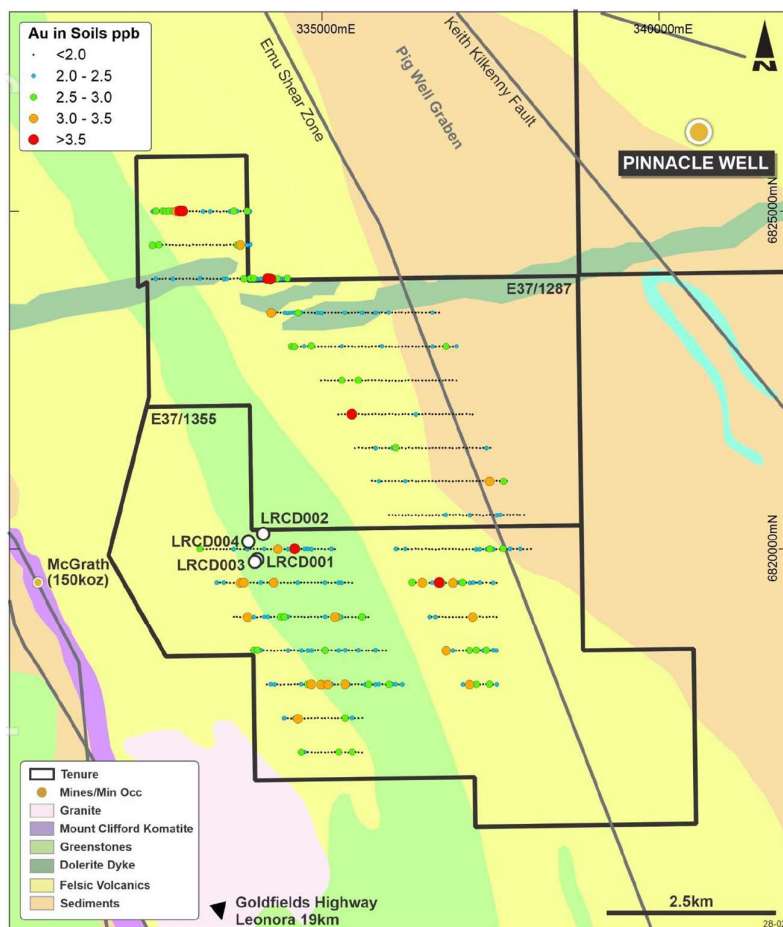 Au in Soils ppb
<2.0
2.0 - 2.5
2.5 - 3.0
3.0 - 3.5
>3.5
335000mE
340000mE
Emu Shear Zone
Pig Well Graben
Keith Kilkenny Fault
N
PINNACLE WELL
6825000mN
E37/1287
E37/1355
LRCD002
LRCD004
LRCD001
LRCD003
McGrath
(150koz)
6820000mN
Tenure
Mines/Min Occ
Granite
Mount Clifford Komatite
Greenstones
Dolerite Dyke
Felsic Volcanics
Sediments
Goldfields Highway
Leonora 19km
2.5km